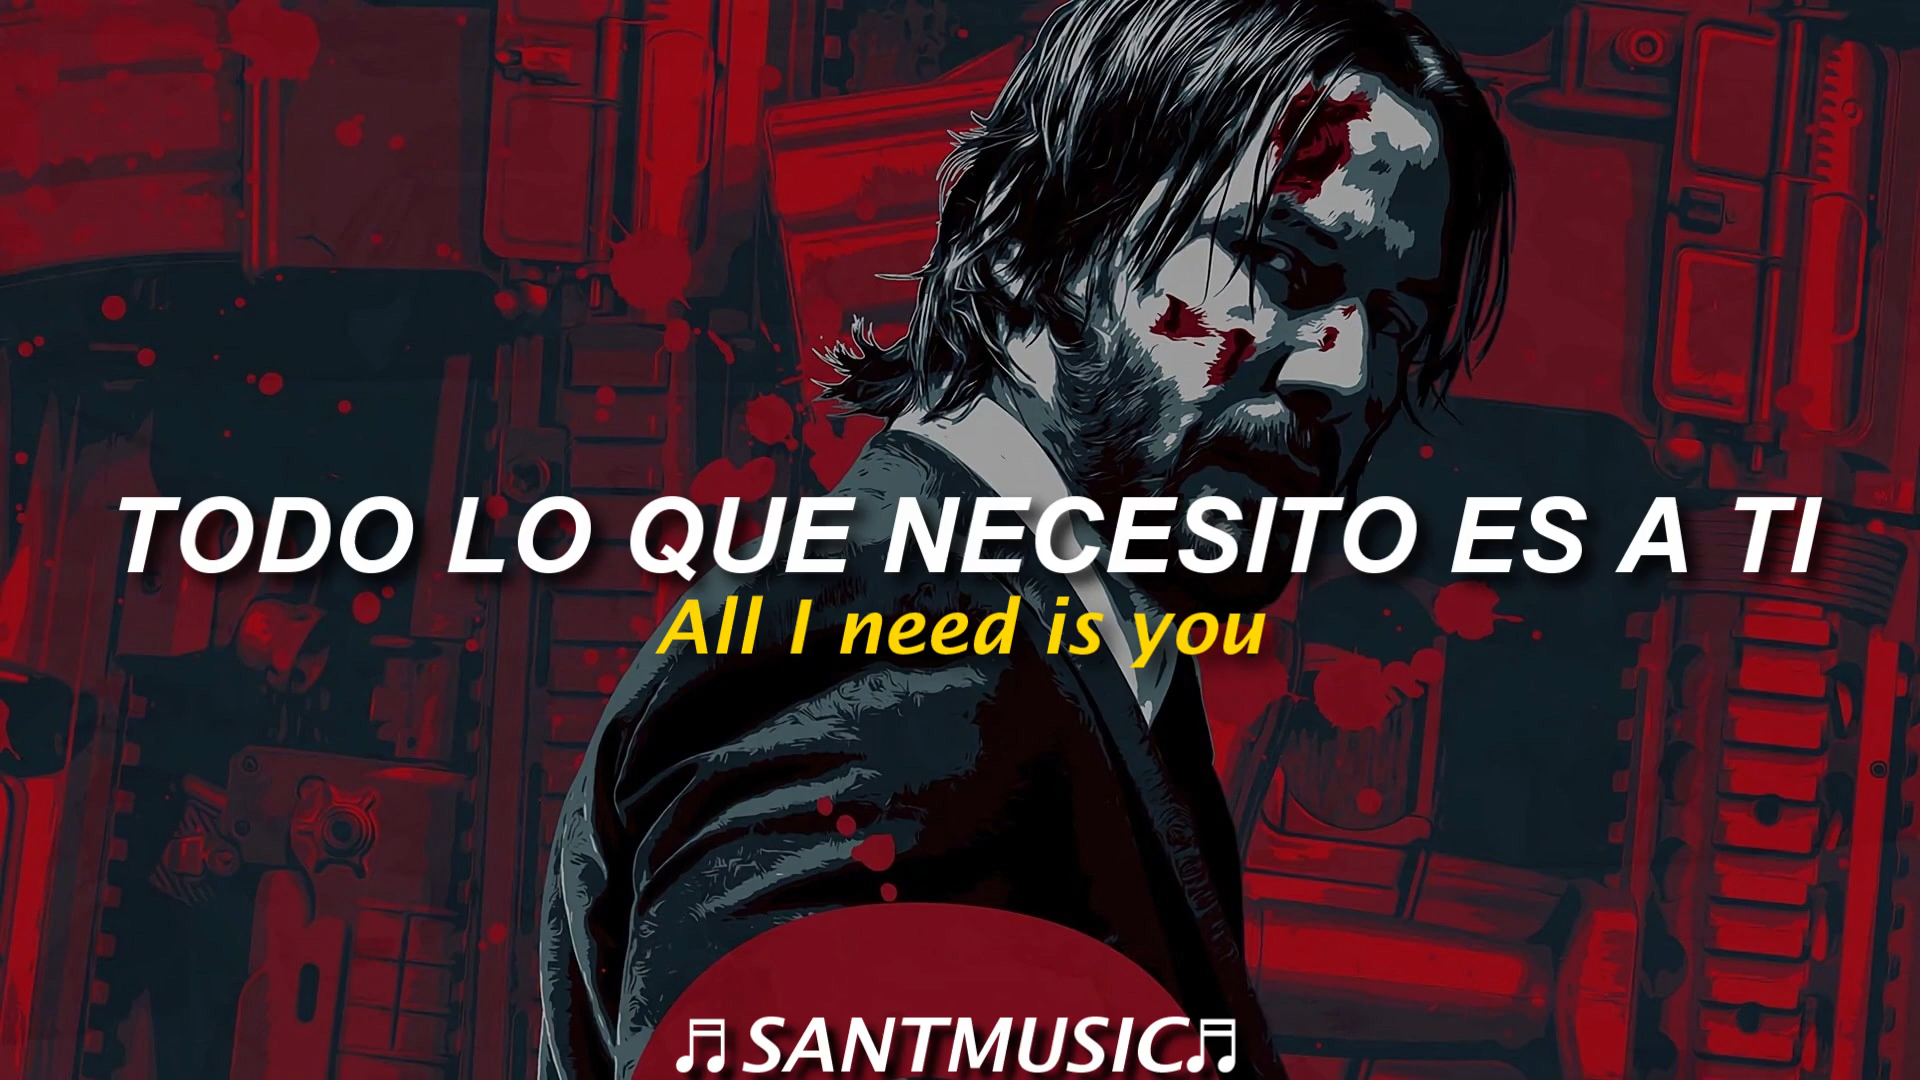 TODO LO QUE NECESITO ES A TI
All I need is you
♬SANTMUSIC♬